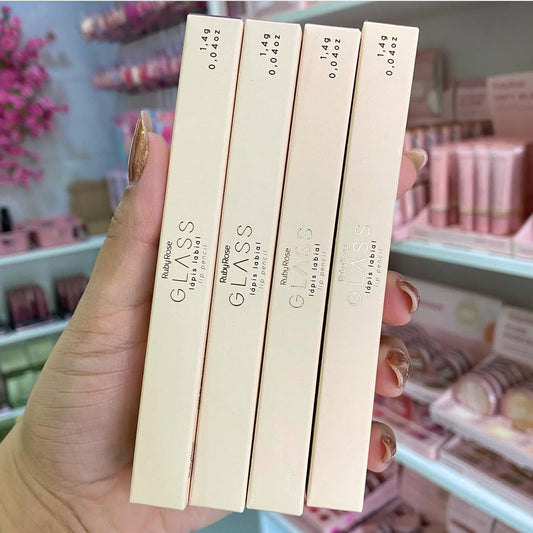 1,4g
0,04oz
RubyRose
GLASS
lápis labial
lip pencil
1,4g
0,04oz
RubyRose
GLASS
lápis labial
lip pencil
1,4g
0,04oz
RubyRose
GLASS
lápis labial
lip pencil
1,4g
0,04oz
RubyRose
GLASS
lápis labial
lip pencil